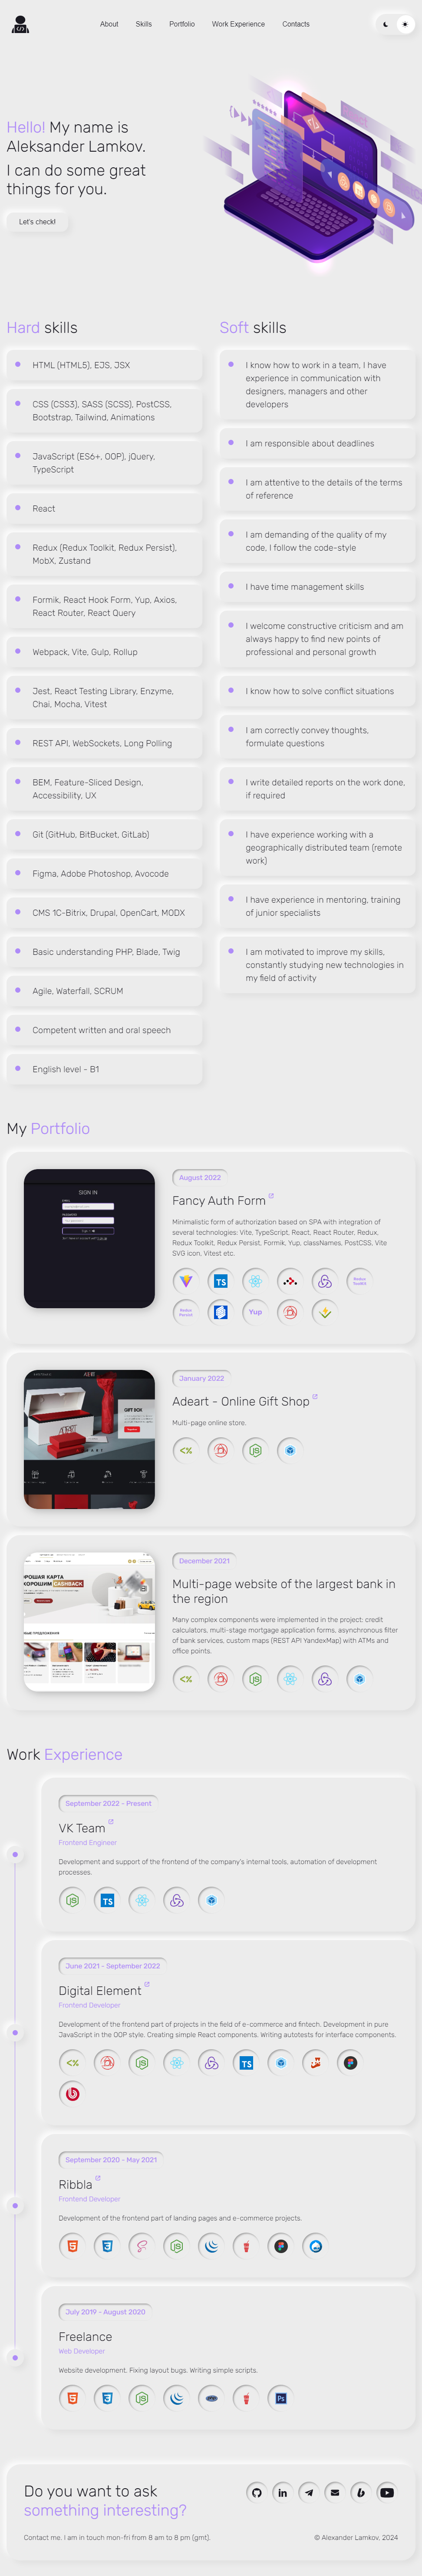 About Skills Portfolio Work Experience Contacts
Hello! My name is
Aleksander Lamkov.
I can do some great
things for you.
Let's check!
Hard skills
HTML (HTML5), EJS, JSX
CSS (CSS3), SASS (SCSS), PostCSS,
Bootstrap, Tailwind, Animations
JavaScript (ES6+, OOP), jQuery,
TypeScript
React
Redux (Redux Toolkit, Redux Persist),
MobX, Zustand
Formik, React Hook Form, Yup, Axios,
React Router, React Query
Webpack, Vite, Gulp, Rollup
Jest, React Testing Library, Enzyme,
Chai, Mocha, Vitest
REST API, WebSockets, Long Polling
BEM, Feature-Sliced Design,
Accessibility, UX
Git (GitHub, BitBucket, GitLab)
Figma, Adobe Photoshop, Avocode
CMS 1C-Bitrix, Drupal, OpenCart, MODX
Basic understanding PHP, Blade, Twig
Agile, Waterfall, SCRUM
Competent written and oral speech
English level - B1
Soft skills
I know how to work in a team, I have
experience in communication with
designers, managers and other
developers
I am responsible about deadlines
I am attentive to the details of the terms
of reference
I am demanding of the quality of my
code, I follow the code-style
I have time management skills
I welcome constructive criticism and am
always happy to find new points of
professional and personal growth
I know how to solve conflict situations
I am correctly convey thoughts,
formulate questions
I write detailed reports on the work done,
if required
I have experience working with a
geographically distributed team (remote
work)
I have experience in mentoring, training
of junior specialists
I am motivated to improve my skills,
constantly studying new technologies in
my field of activity
My Portfolio
SIGN IN
August 2022
Fancy Auth Form
Minimalistic form of authorization based on SPA with integration of
several technologies: Vite, TypeScript, React, React Router, Redux,
Redux Toolkit, Redux Persist, Formik, Yup, classNames, PostCSS, Vite
SVG icon, Vitest etc.
TS
Redux
Toolkit
Redux
Persist
Yup
GIFT BOX
January 2022
Adeart - Online Gift Shop
Multi-page online store.
ОРОШАЯ КАРТА
ХОРОШИМ CASHBACK
December 2021
Multi-page website of the largest bank in
the region
Many complex components were implemented in the project: credit
calculators, multi-stage mortgage application forms, asynchronous filter
of bank services, custom maps (REST API YandexMap) with ATMs and
office points.
Work Experience
September 2022 - Present
VK Team
Frontend Engineer
Development and support of the frontend of the company's internal tools, automation of development
processes.
TS
June 2021 - September 2022
Digital Element
Frontend Developer
Development of the frontend part of projects in the field of e-commerce and fintech. Development in pure
JavaScript in the OOP style. Creating simple React components. Writing autotests for interface components.
TS
September 2020 - May 2021
Ribbla
Frontend Developer
Development of the frontend part of landing pages and e-commerce projects.
July 2019 - August 2020
Freelance
Web Developer
Website development. Fixing layout bugs. Writing simple scripts.
Ps
Do you want to ask
something interesting?
Contact me. I am in touch mon-fri from 8 am to 8 pm (gmt).
© Alexander Lamkov, 2024